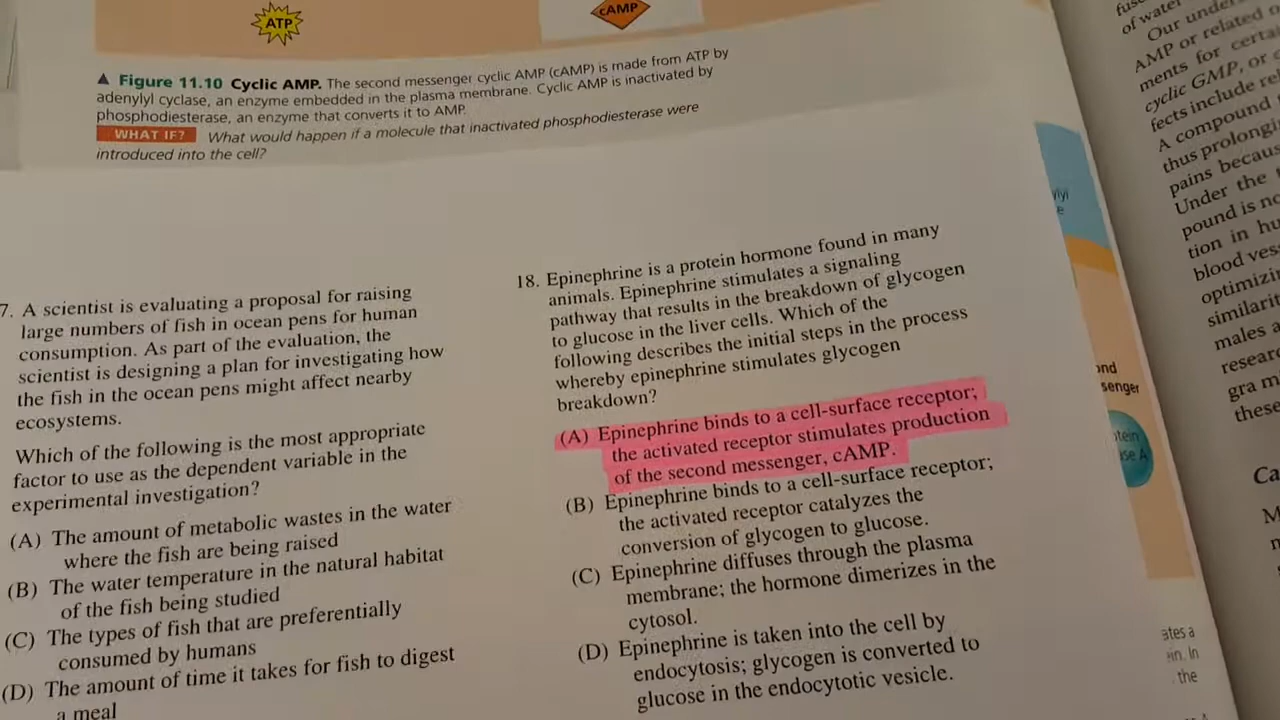 ATP
cAMP
▲ Figure 11.10 Cyclic AMP. The second messenger cyclic AMP (cAMP) is made from ATP by
adenylyl cyclase, an enzyme embedded in the plasma membrane. Cyclic AMP is inactivated by
phosphodiesterase, an enzyme that converts it to AMP.
WHAT IF? What would happen if a molecule that inactivated phosphodiesterase were
introduced into the cell?
7. A scientist is evaluating a proposal for raising
large numbers of fish in ocean pens for human
consumption. As part of the evaluation, the
scientist is designing a plan for investigating how
the fish in the ocean pens might affect nearby
ecosystems.
Which of the following is the most appropriate
factor to use as the dependent variable in the
experimental investigation?
(A) The amount of metabolic wastes in the water
where the fish are being raised
(B) The water temperature in the natural habitat
of the fish being studied
(C) The types of fish that are preferentially
consumed by humans
(D) The amount of time it takes for fish to digest
a meal
18. Epinephrine is a protein hormone found in many
animals. Epinephrine stimulates a signaling
pathway that results in the breakdown of glycogen
to glucose in the liver cells. Which of the
following describes the initial steps in the process
whereby epinephrine stimulates glycogen
breakdown?
(A) Epinephrine binds to a cell-surface receptor;
the activated receptor stimulates production
of the second messenger, cAMP.
(B) Epinephrine binds to a cell-surface receptor;
the activated receptor catalyzes the
conversion of glycogen to glucose.
(C) Epinephrine diffuses through the plasma
membrane; the hormone dimerizes in the
cytosol.
(D) Epinephrine is taken into the cell by
endocytosis; glycogen is converted to
glucose in the endocytotic vesicle.
of water
Our
AMP or related
ments for
cyclic GMP, or
fects include
A compound
thus
pains
Under the
pound is
tion in
blood
males
these
the